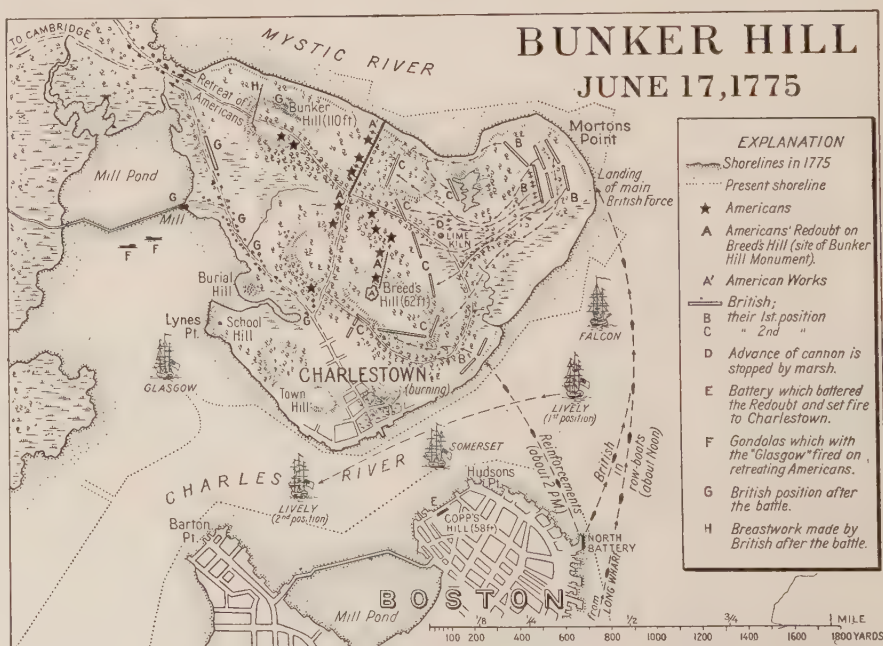 BUNKER HILL
JUNE 17, 1775
TO CAMBRIDGE
MYSTIC RIVER
Retreat of
Americans
H
G
Bunker
Hill (110ft)
A'
Mortons
Point
Landing
of main
British Force
Mill Pond
G
Mill
G
G
G
F
F
A'
C
C
B
B
B
B
D
LIME
KILN
A
Breed's
Hill (62ft)
C
C
C
B
G
Burial
Hill
Lynes
Pt.
School
Hill
GLASGOW
CHARLESTOWN
(burning)
Town
Hill
FALCON
LIVELY
(1st position)
SOMERSET
CHARLES RIVER
LIVELY
(2nd position)
Reinforcements
(about 2 PM.)
British
in
row-boats
(about Noon)
Hudsons
Pt.
E
COPP'S
HILL (58ft)
NORTH
BATTERY
from
LONG WHARF
Barton
Pt.
Mill Pond
BOSTON
EXPLANATION
Shorelines in 1775
Present shoreline
Americans
A Americans' Redoubt on
Breed's Hill (site of Bunker
Hill Monument).
A' American Works
British;
B their 1st. position
C " 2nd "
D Advance of cannon is
stopped by marsh.
E Battery which battered
the Redoubt and set fire
to Charlestown.
F Gondolas which with
the "Glasgow" fired on
retreating Americans.
G British position after
the battle.
H Breastwork made by
British after the battle.
1/8 1/4 1/2 3/4 1 MILE
100 200 400 600 800 1000 1200 1400 1600 1800 YARDS